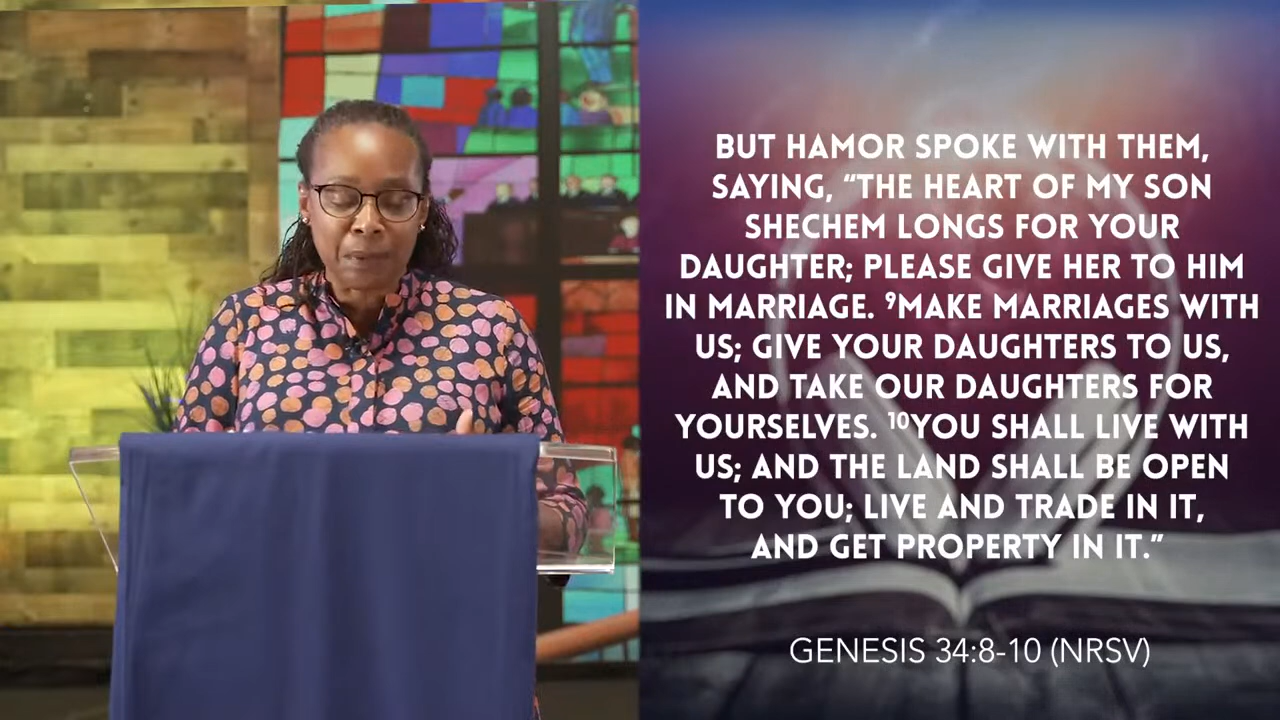 BUT HAMOR SPOKE WITH THEM,
SAYING, “THE HEART OF MY SON
SHECHEM LONGS FOR YOUR
DAUGHTER; PLEASE GIVE HER TO HIM
IN MARRIAGE. ⁹MAKE MARRIAGES WITH
US; GIVE YOUR DAUGHTERS TO US,
AND TAKE OUR DAUGHTERS FOR
YOURSELVES. ¹⁰YOU SHALL LIVE WITH
US; AND THE LAND SHALL BE OPEN
TO YOU; LIVE AND TRADE IN IT,
AND GET PROPERTY IN IT.”
GENESIS 34:8-10 (NRSV)